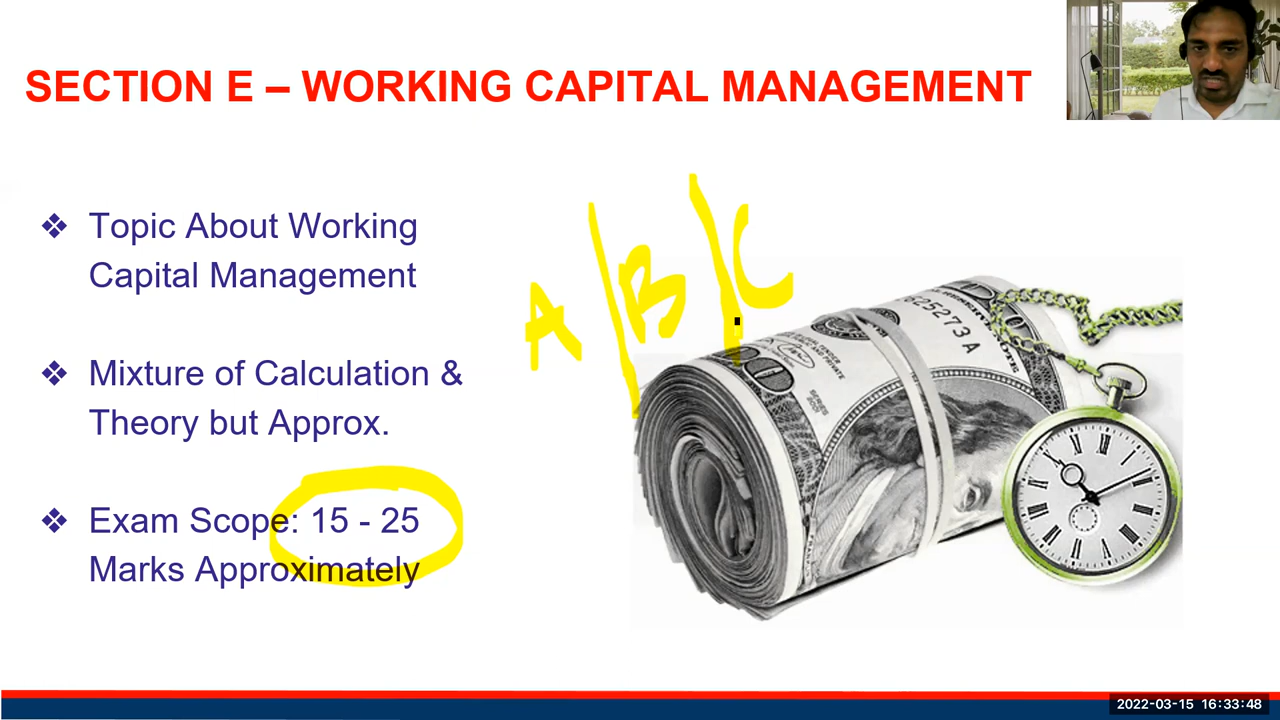 SECTION E – WORKING CAPITAL MANAGEMENT
❖ Topic About Working
Capital Management
❖ Mixture of Calculation &
Theory but Approx.
❖ Exam Scope: 15 - 25
Marks Approximately
A / B / C
2022-03-15 16:33:48